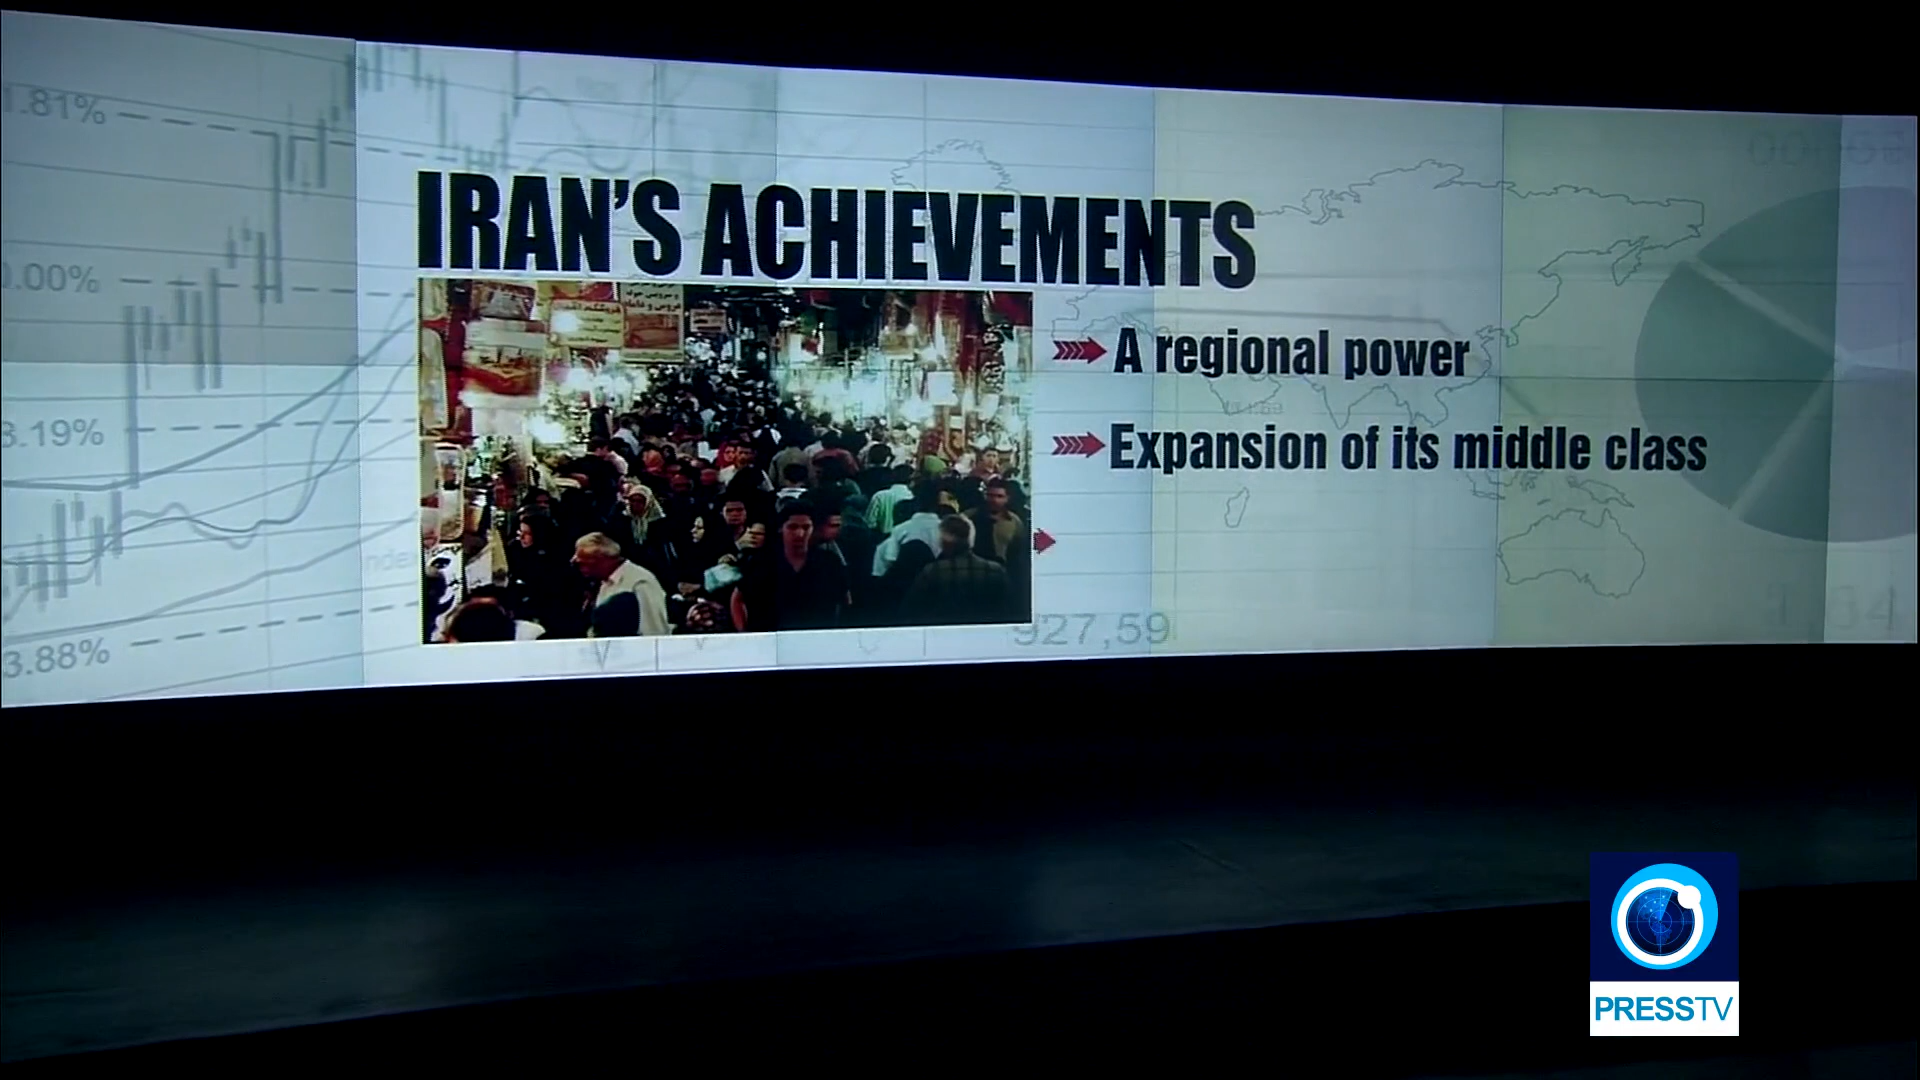 IRAN'S ACHIEVEMENTS
A regional power
Expansion of its middle class
1.81%
0.00%
3.19%
3.88%
927,59
PRESSTV